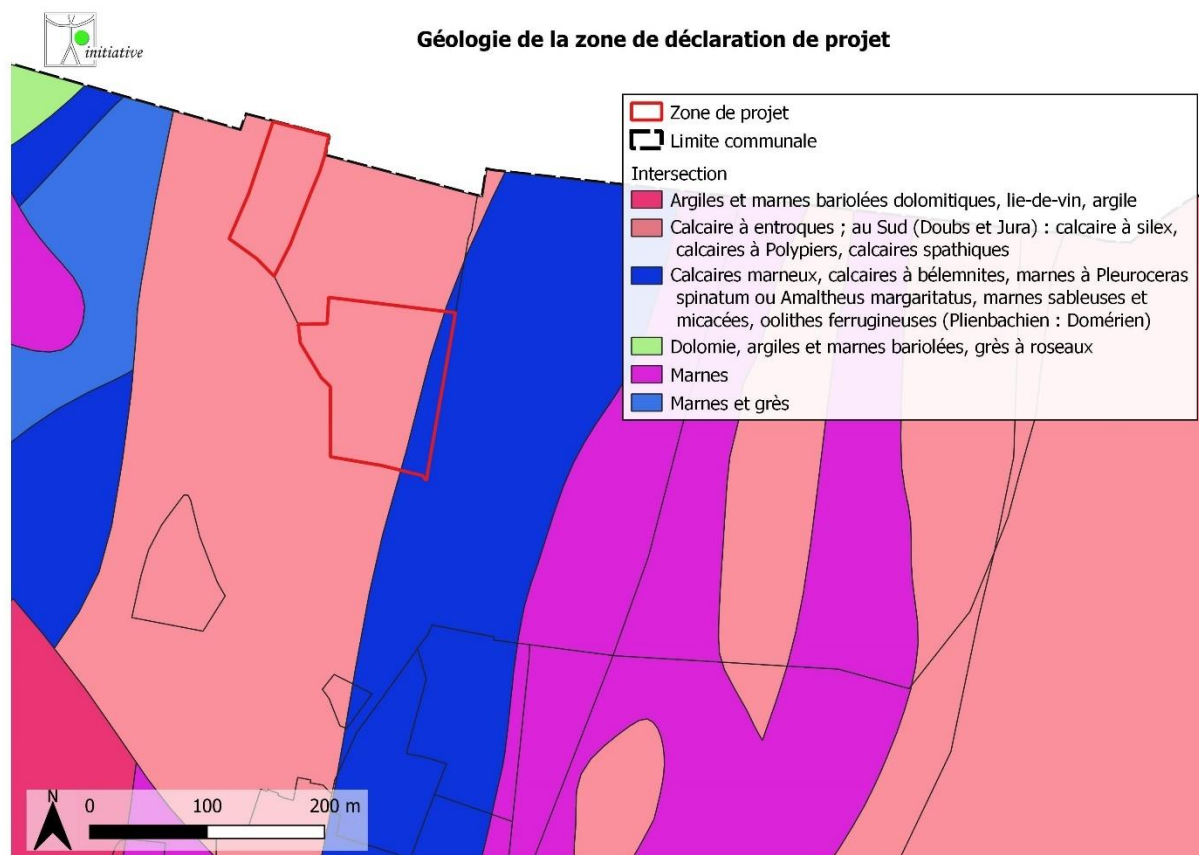 initiative
Géologie de la zone de déclaration de projet
Zone de projet
Limite communale
Intersection
Argiles et marnes bariolées dolomitiques, lie-de-vin, argile
Calcaire à entroques ; au Sud (Doubs et Jura) : calcaire à silex,
calcaires à Polypiers, calcaires spathiques
Calcaires marneux, calcaires à bélemnites, marnes à Pleuroceras
spinatum ou Amaltheus margaritatus, marnes sableuses et
micacées, oolithes ferrugineuses (Plienbachien : Domérien)
Dolomie, argiles et marnes bariolées, grès à roseaux
Marnes
Marnes et grès
N
0 100 200 m